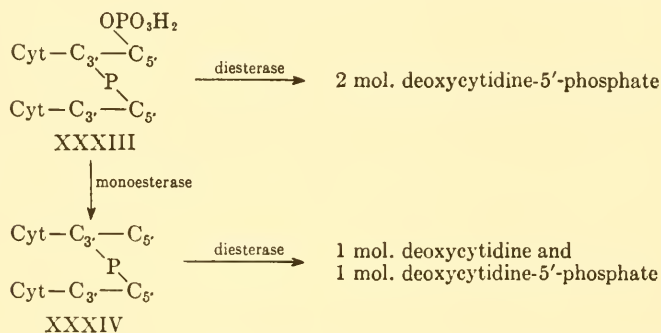 OPO₃H₂
Cyt—C₃′—C₅′
P
diesterase
2 mol. deoxycytidine-5′-phosphate
Cyt—C₃′—C₅′
XXXIII
monoesterase
Cyt—C₃′—C₅′
P
diesterase
1 mol. deoxycytidine and
1 mol. deoxycytidine-5′-phosphate
Cyt—C₃′—C₅′
XXXIV